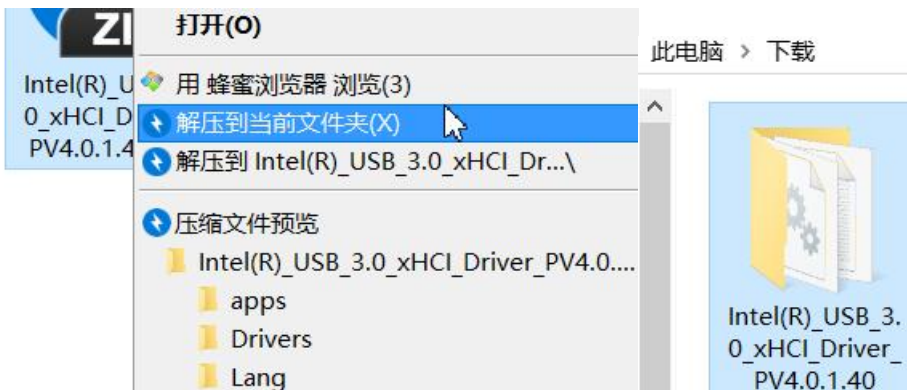 ZI
Intel(R)_U
0_xHCI_D
PV4.0.1.4
打开(O)
用 蜂蜜浏览器 浏览(3)
解压到当前文件夹(X)
解压到 Intel(R)_USB_3.0_xHCI_Dr...\
压缩文件预览
Intel(R)_USB_3.0_xHCI_Driver_PV4.0....
apps
Drivers
Lang
此电脑 > 下载
Intel(R)_USB_3.
0_xHCI_Driver_
PV4.0.1.40